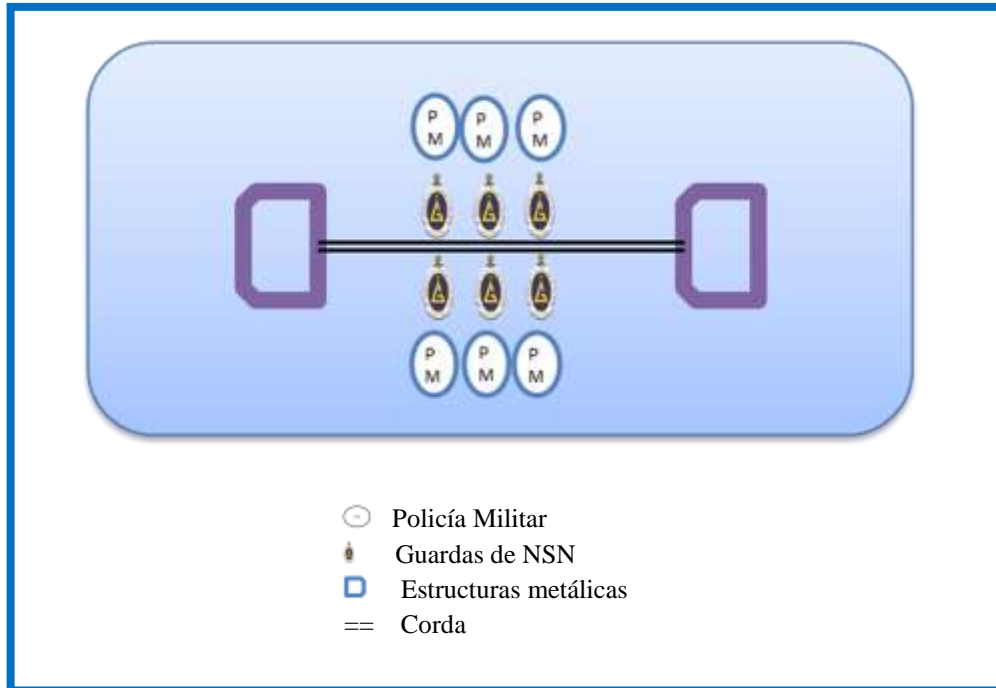 P P P
M M M
G G G
G G G
P P P
M M M
Policía Militar
Guardas de NSN
Estructuras metálicas
== Corda